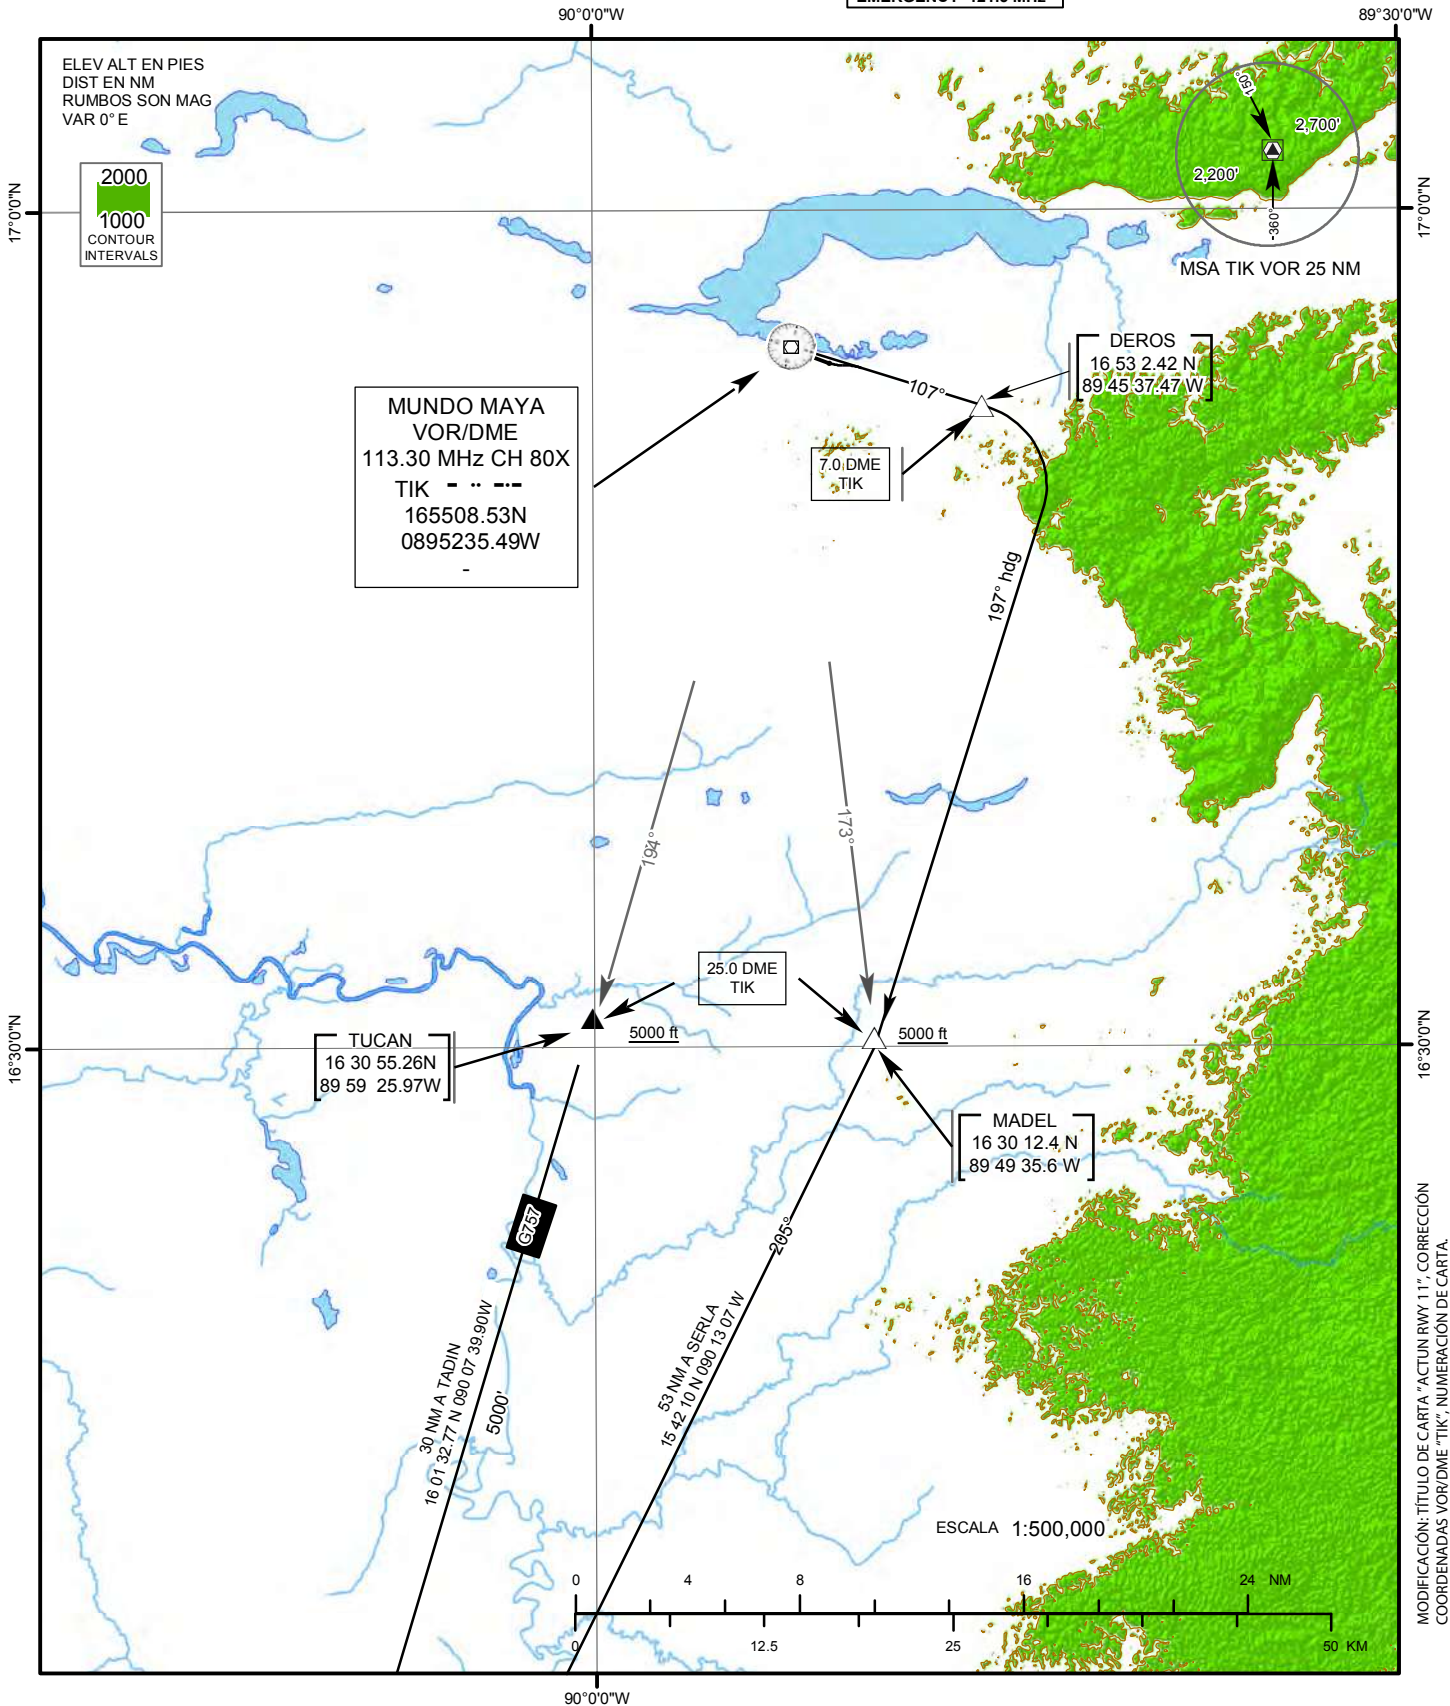 90°0'0"W
89°30'0"W
ELEV ALT EN PIES
DIST EN NM
RUMBOS SON MAG
VAR 0° E
2000
1000
CONTOUR
INTERVALS
17°0'0"N
17°0'0"N
150°
2,700'
2,200'
360°
MSA TIK VOR 25 NM
DEROS
16 53 2.42 N
89 45 37.47 W
107°
7.0 DME
TIK
MUNDO MAYA
VOR/DME
113.30 MHz CH 80X
TIK
165508.53N
0895235.49W
-
197° hdg
194°
173°
25.0 DME
TIK
5000 ft
5000 ft
TUCAN
16 30 55.26N
89 59 25.97W
16°30'0"N
16°30'0"N
MADEL
16 30 12.4 N
89 49 35.6 W
G757
205°
30 NM A TADIN
16 01 32.77 N 090 07 39.90W
5000'
53 NM A SERLA
15 42 10 N 090 13 07 W
ESCALA 1:500,000
0 4 8 16 24 NM
0 12.5 25 50 KM
90°0'0"W
MODIFICACIÓN: TÍTULO DE CARTA "ACTUN RWY 11", CORRECCIÓN
COORDENADAS VOR/DME "TIK", NUMERACIÓN DE CARTA.